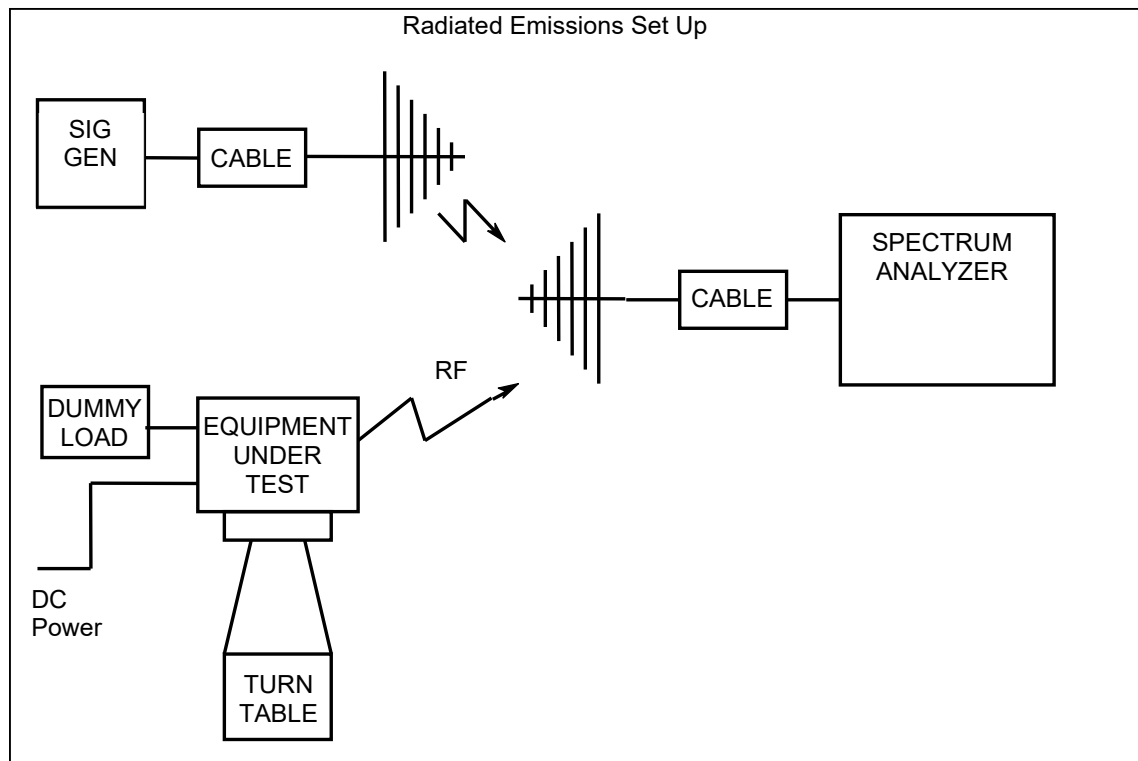 Radiated Emissions Set Up
SIG
GEN
CABLE
SPECTRUM
ANALYZER
CABLE
RF
DUMMY
LOAD
EQUIPMENT
UNDER
TEST
DC
Power
TURN
TABLE